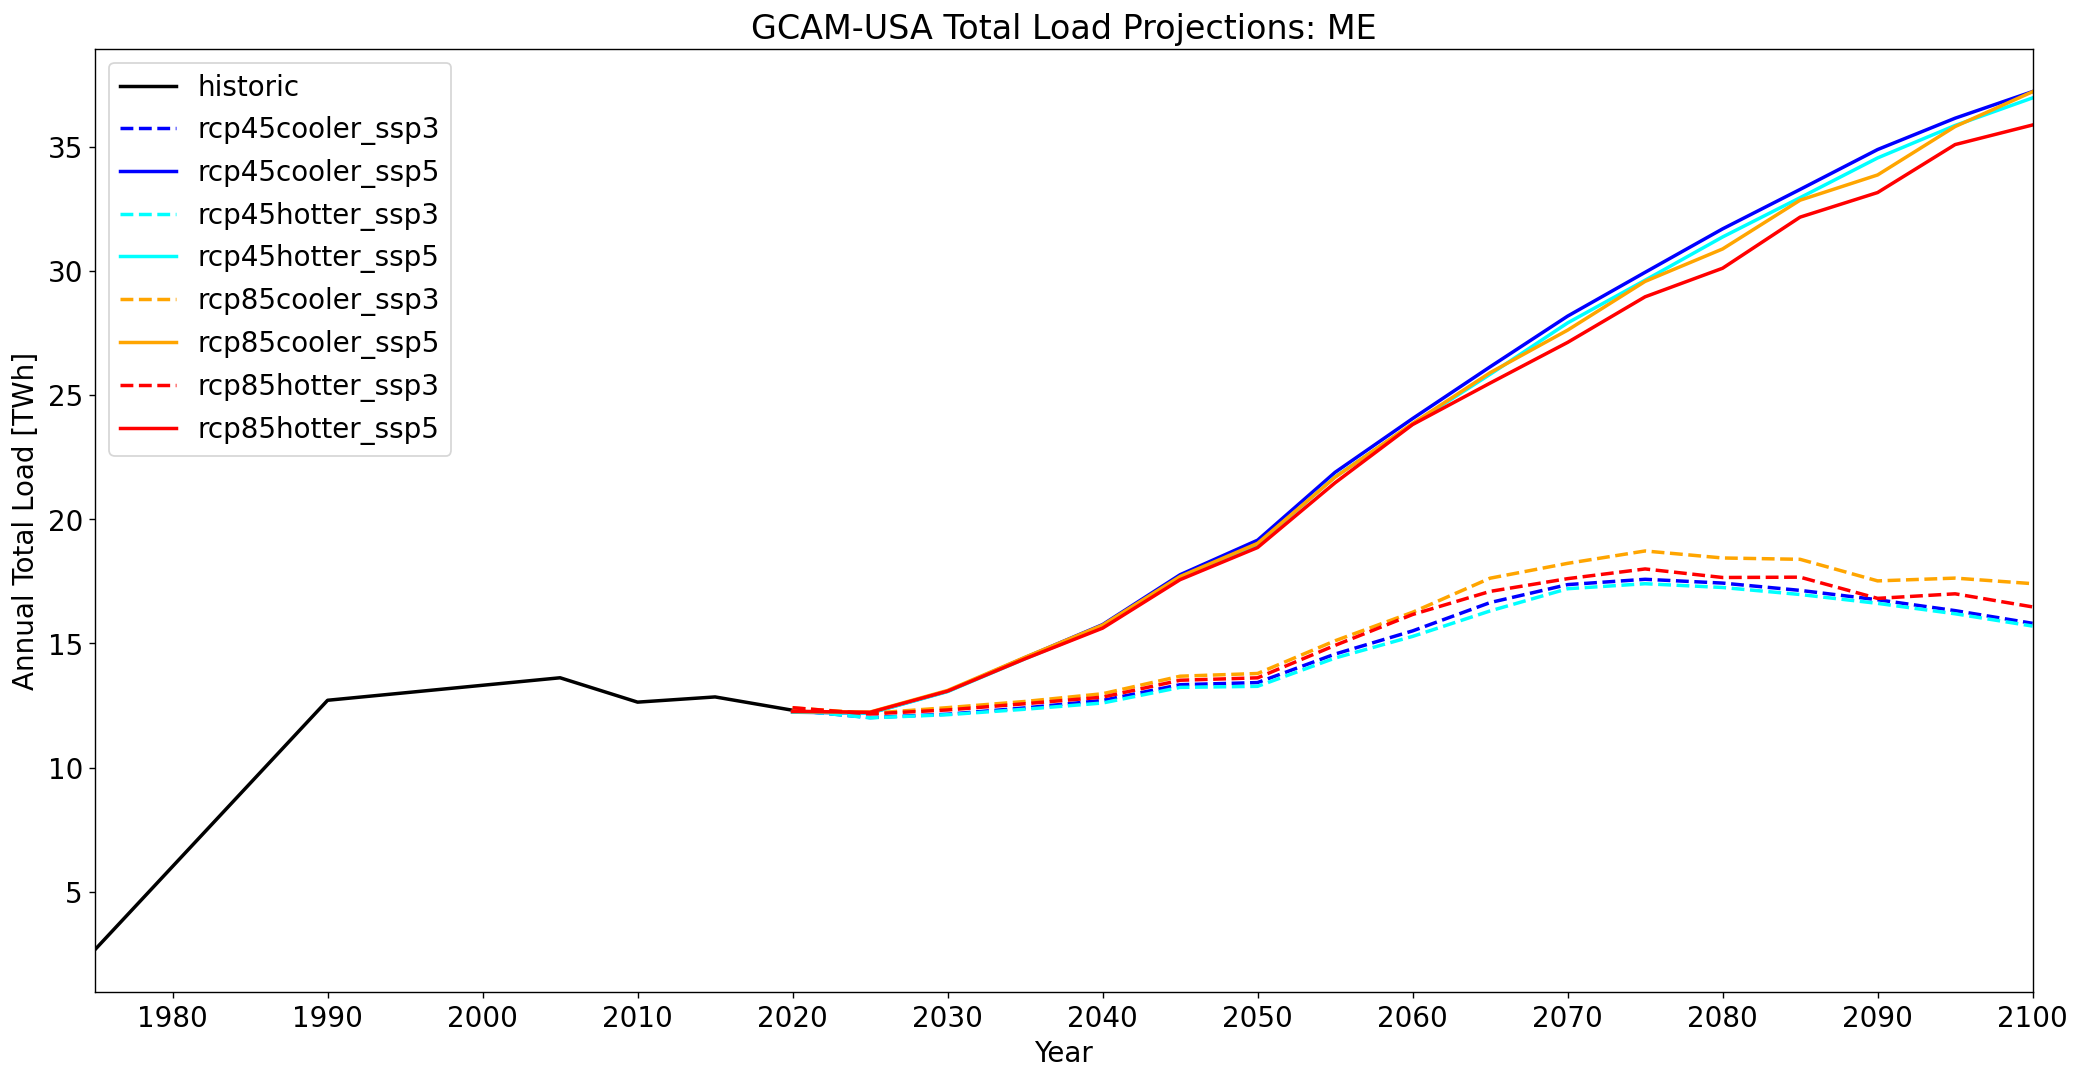 GCAM-USA Total Load Projections: ME
historic
rcp45cooler_ssp3
rcp45cooler_ssp5
rcp45hotter_ssp3
rcp45hotter_ssp5
rcp85cooler_ssp3
rcp85cooler_ssp5
rcp85hotter_ssp3
rcp85hotter_ssp5
Annual Total Load [TWh]
35
30
25
20
15
10
5
1980 1990 2000 2010 2020 2030 2040 2050 2060 2070 2080 2090 2100
Year